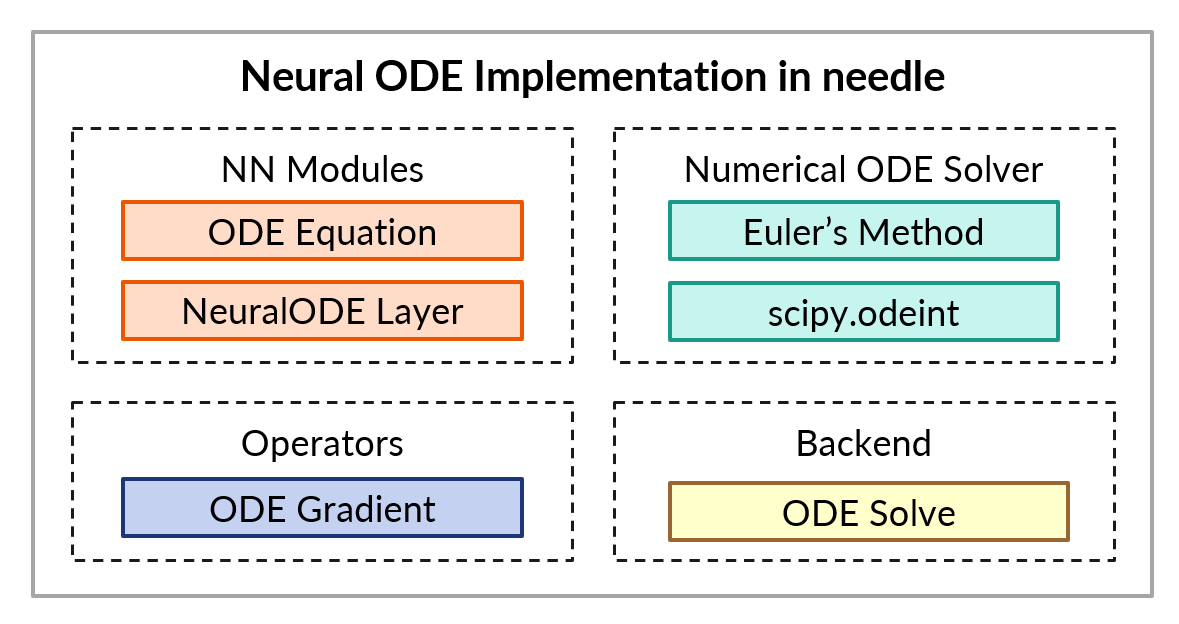 Neural ODE Implementation in needle
NN Modules
ODE Equation
NeuralODE Layer
Numerical ODE Solver
Euler’s Method
scipy.odeint
Operators
ODE Gradient
Backend
ODE Solve